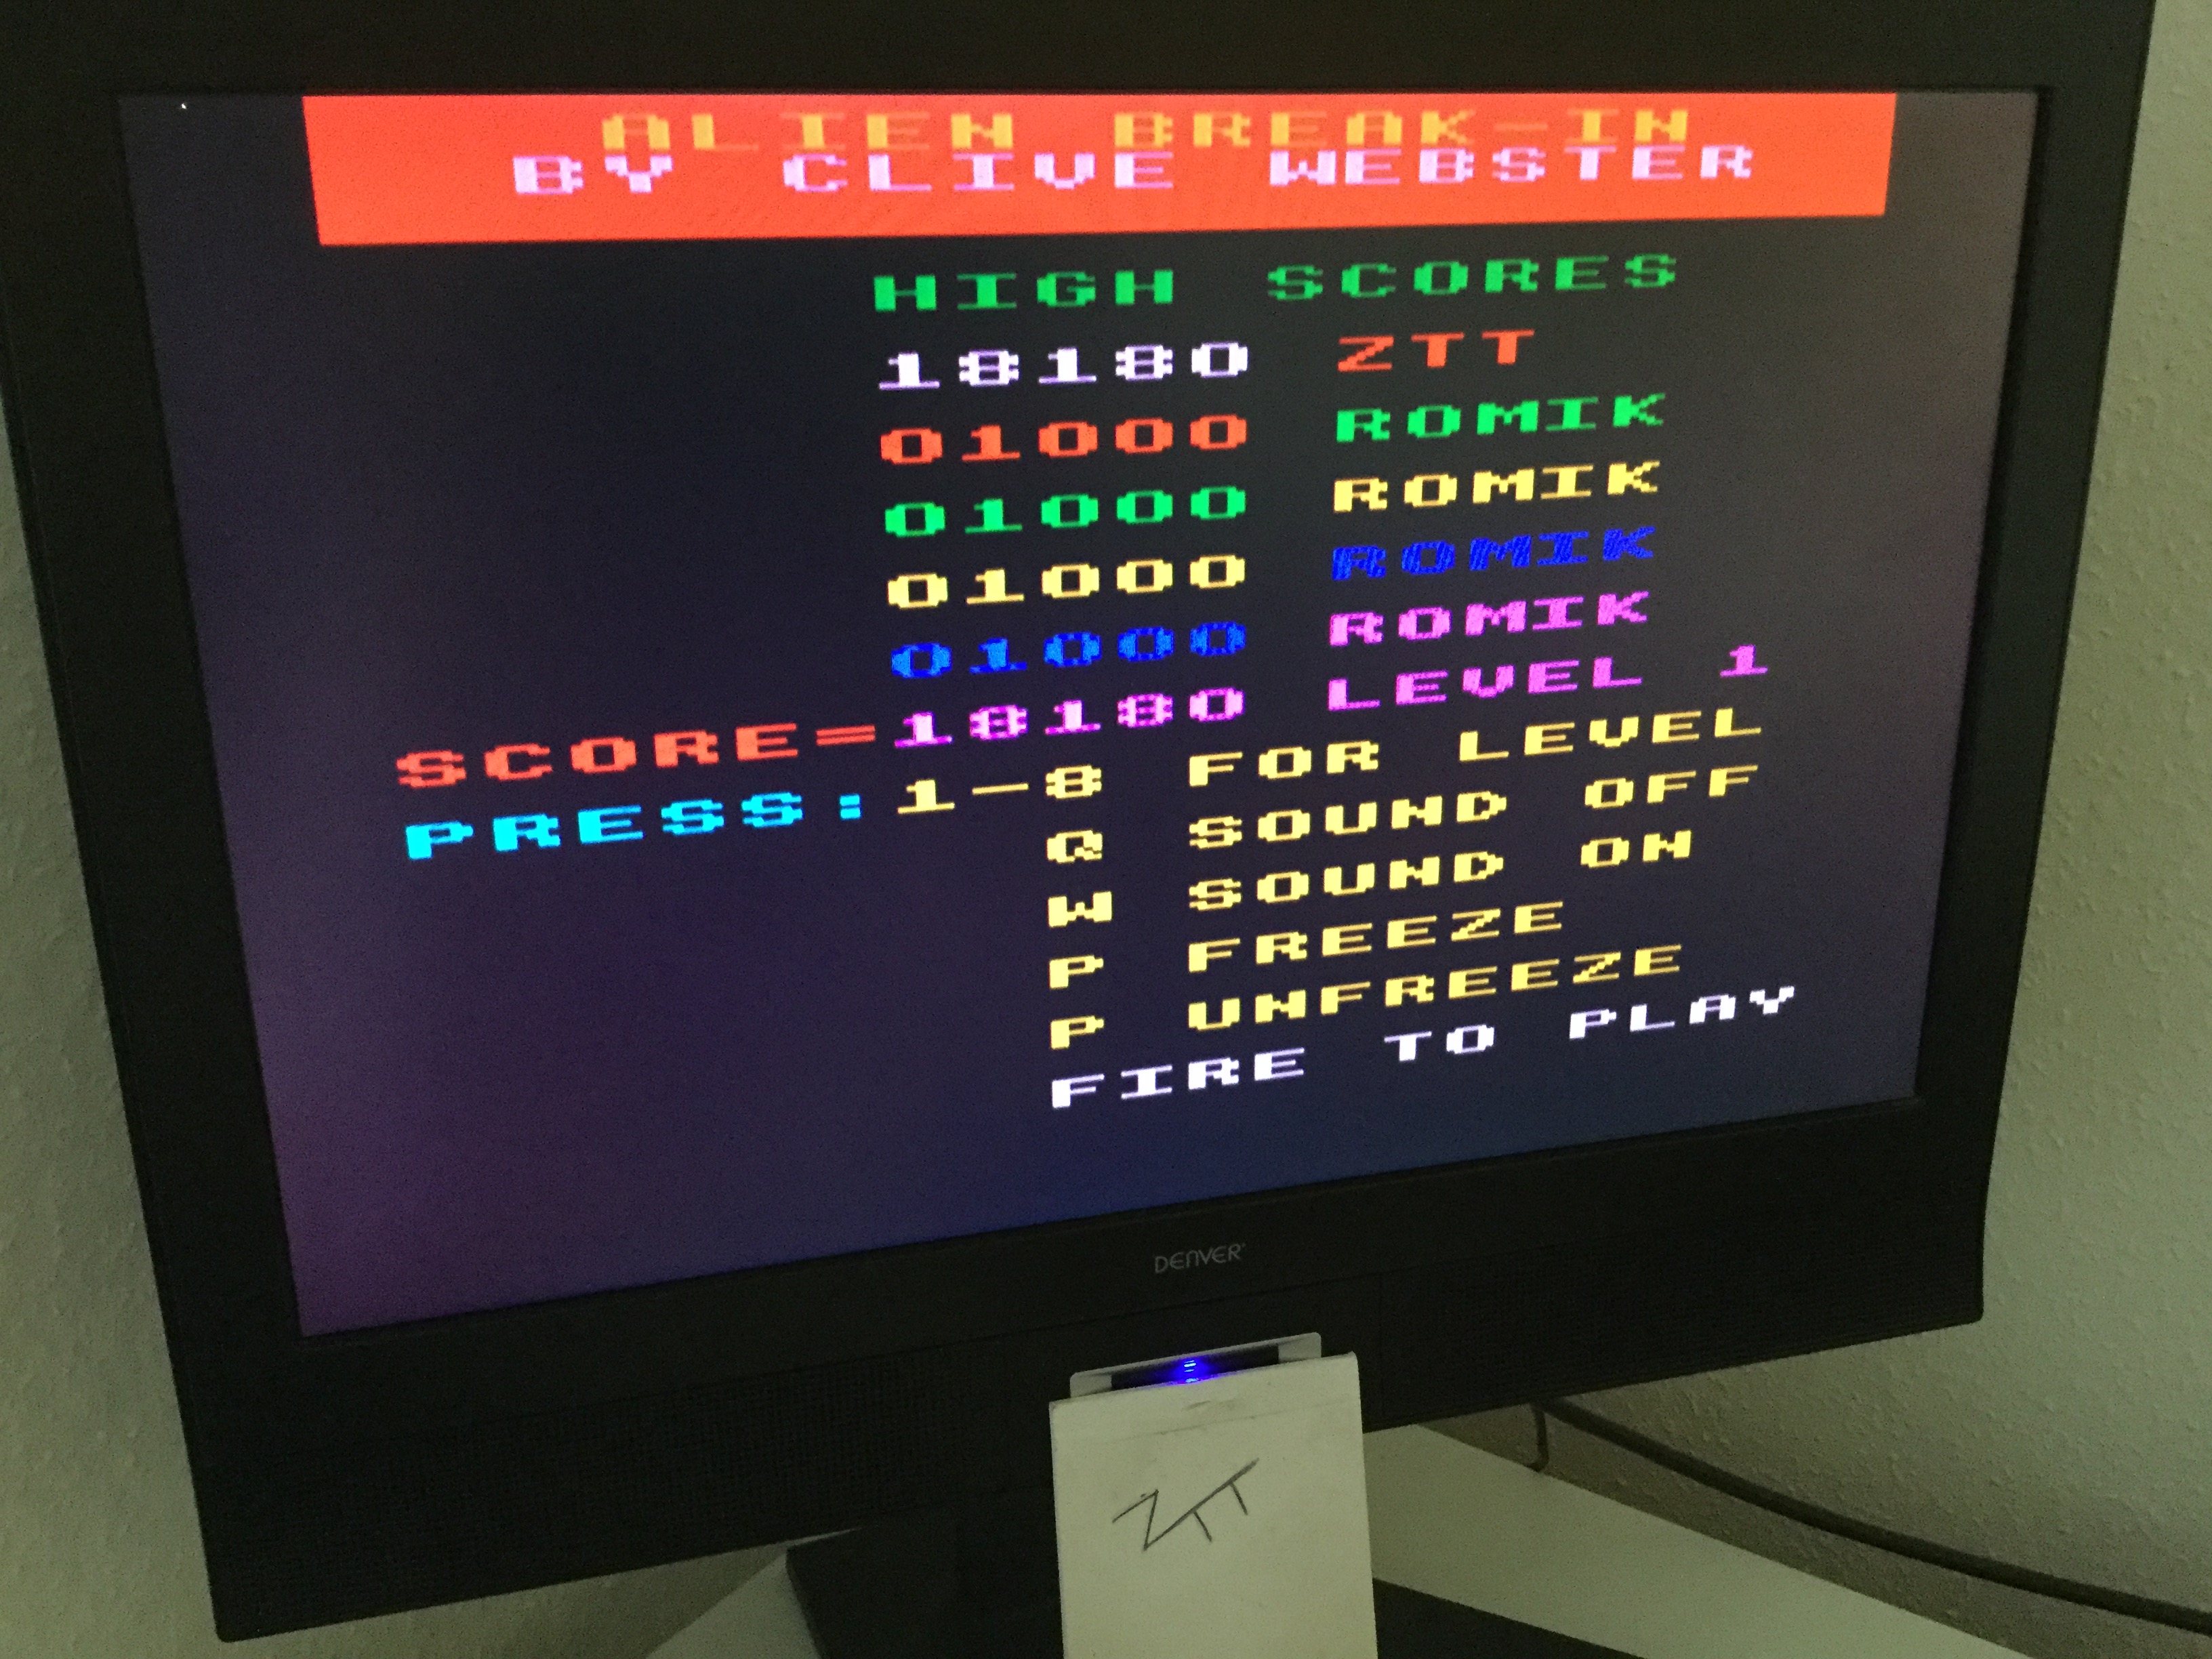 ALIEN BREAK-IN
BY CLIVE WEBSTER
HIGH SCORES
18180 ZTT
01000 ROMIK
01000 ROMIK
01000 ROMIK
01000 ROMIK
SCORE=18180 LEVEL 1
PRESS:1-8 FOR LEVEL
Q SOUND OFF
W SOUND ON
P FREEZE
P UNFREEZE
FIRE TO PLAY
DENVER
ZTT